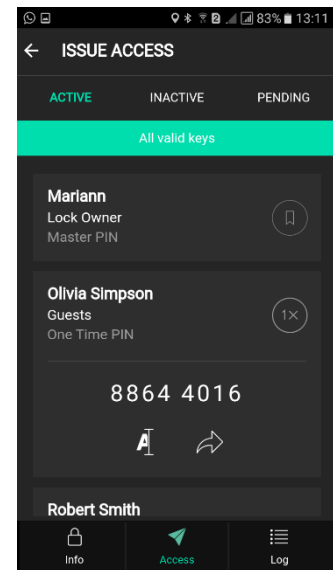 83% 13:11
ISSUE ACCESS
ACTIVE INACTIVE PENDING
All valid keys
Mariann
Lock Owner
Master PIN
Olivia Simpson
Guests
One Time PIN
1×
8864 4016
A
Robert Smith
Info Access Log